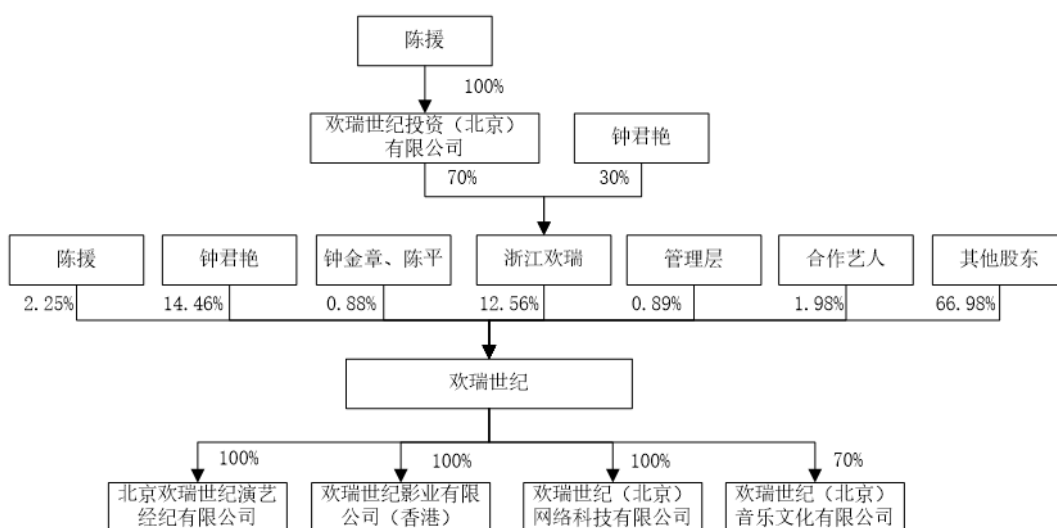 陈援
100%
欢瑞世纪投资（北京）
有限公司
钟君艳
70%
30%
陈援
钟君艳
钟金章、陈平
浙江欢瑞
管理层
合作艺人
其他股东
2.25%
14.46%
0.88%
12.56%
0.89%
1.98%
66.98%
欢瑞世纪
100%
100%
100%
70%
北京欢瑞世纪演艺
经纪有限公司
欢瑞世纪影业有限
公司（香港）
欢瑞世纪（北京）
网络科技有限公司
欢瑞世纪（北京）
音乐文化有限公司